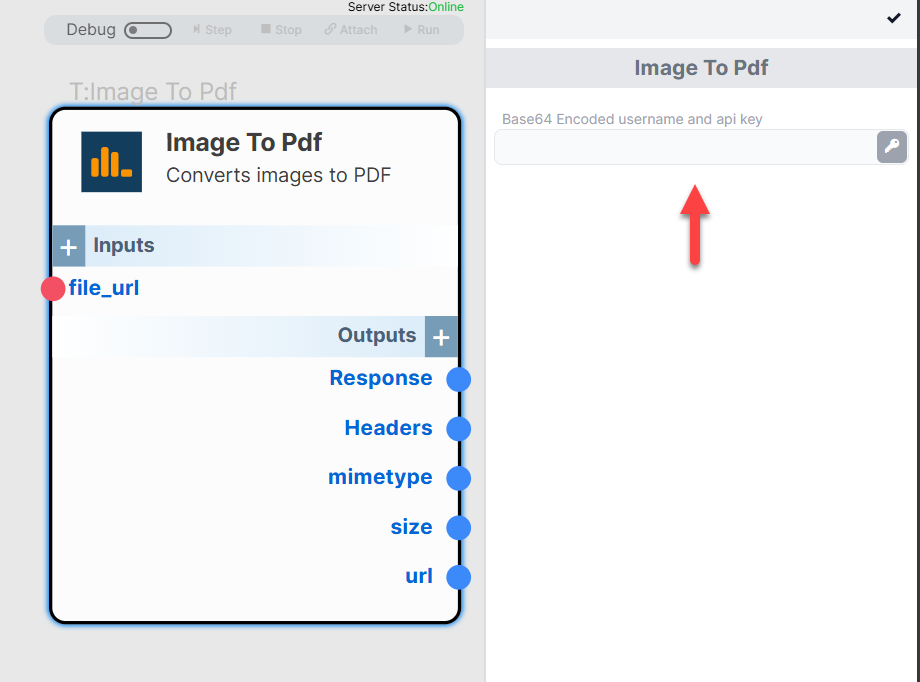 Server Status:Online
Debug Step Stop Attach Run
T:Image To Pdf
Image To Pdf
Converts images to PDF
+ Inputs
file_url
Outputs +
Response
Headers
mimetype
size
url
Image To Pdf
Base64 Encoded username and api key